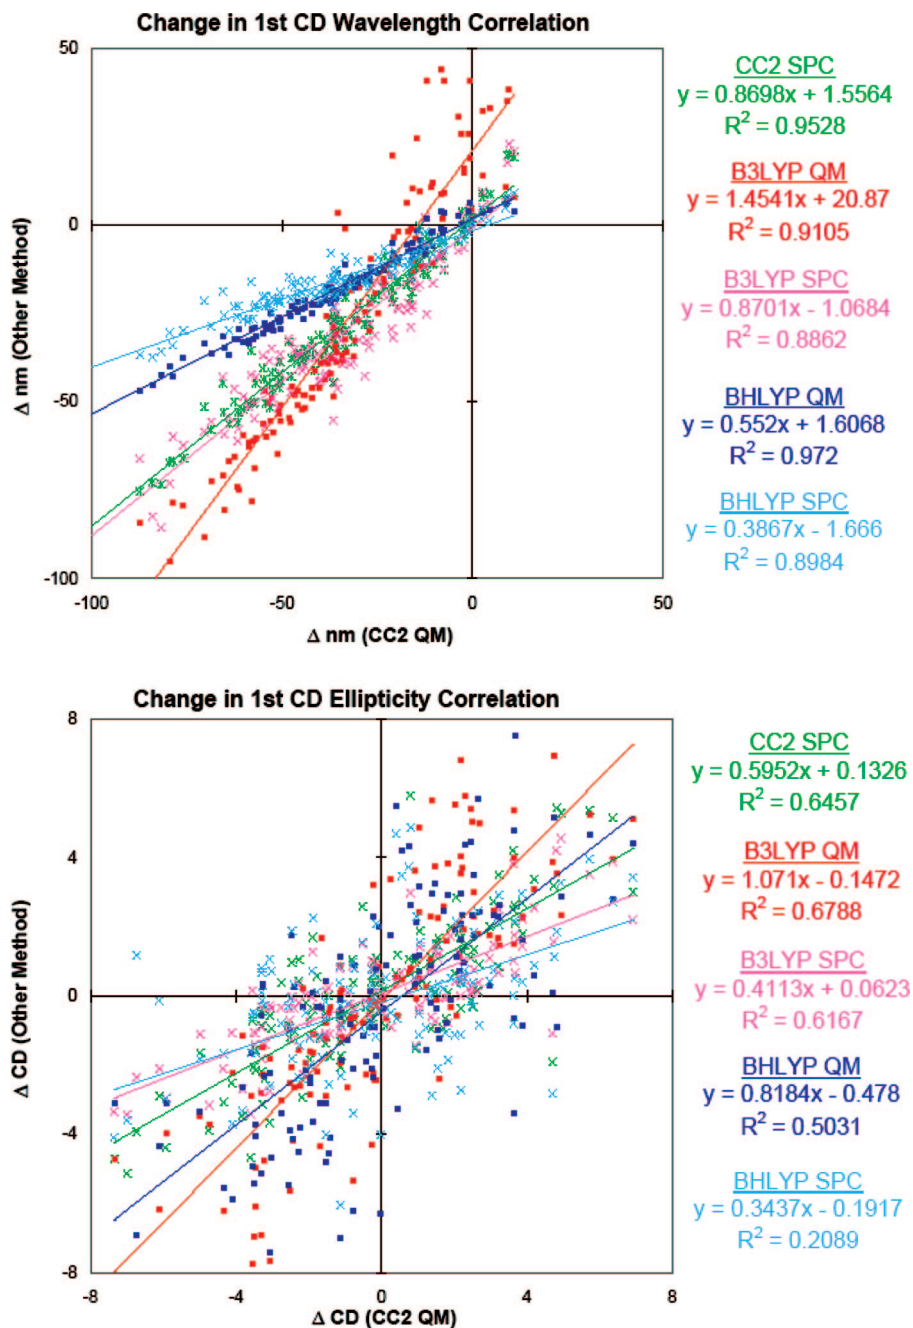 Change in 1st CD Wavelength Correlation
50
0
-50
-100
-100
-50
0
50
Δ nm (Other Method)
Δ nm (CC2 QM)
CC2 SPC
y = 0.8698x + 1.5564
R² = 0.9528
B3LYP QM
y = 1.4541x + 20.87
R² = 0.9105
B3LYP SPC
y = 0.8701x - 1.0684
R² = 0.8862
BHLYP QM
y = 0.552x + 1.6068
R² = 0.972
BHLYP SPC
y = 0.3867x - 1.666
R² = 0.8984
Change in 1st CD Ellipticity Correlation
8
4
0
-4
-8
-8
-4
0
4
8
Δ CD (Other Method)
Δ CD (CC2 QM)
CC2 SPC
y = 0.5952x + 0.1326
R² = 0.6457
B3LYP QM
y = 1.071x - 0.1472
R² = 0.6788
B3LYP SPC
y = 0.4113x + 0.0623
R² = 0.6167
BHLYP QM
y = 0.8184x - 0.478
R² = 0.5031
BHLYP SPC
y = 0.3437x - 0.1917
R² = 0.2089